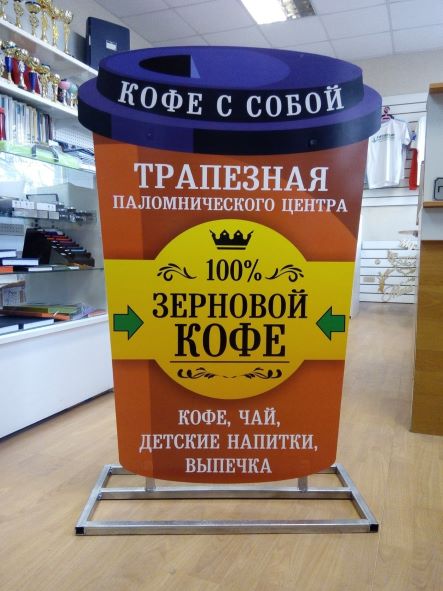 КОФЕ С СОБОЙ
ТРАПЕЗНАЯ
ПАЛОМНИЧЕСКОГО ЦЕНТРА
100%
ЗЕРНОВОЙ
КОФЕ
КОФЕ, ЧАЙ,
ДЕТСКИЕ НАПИТКИ,
ВЫПЕЧКА